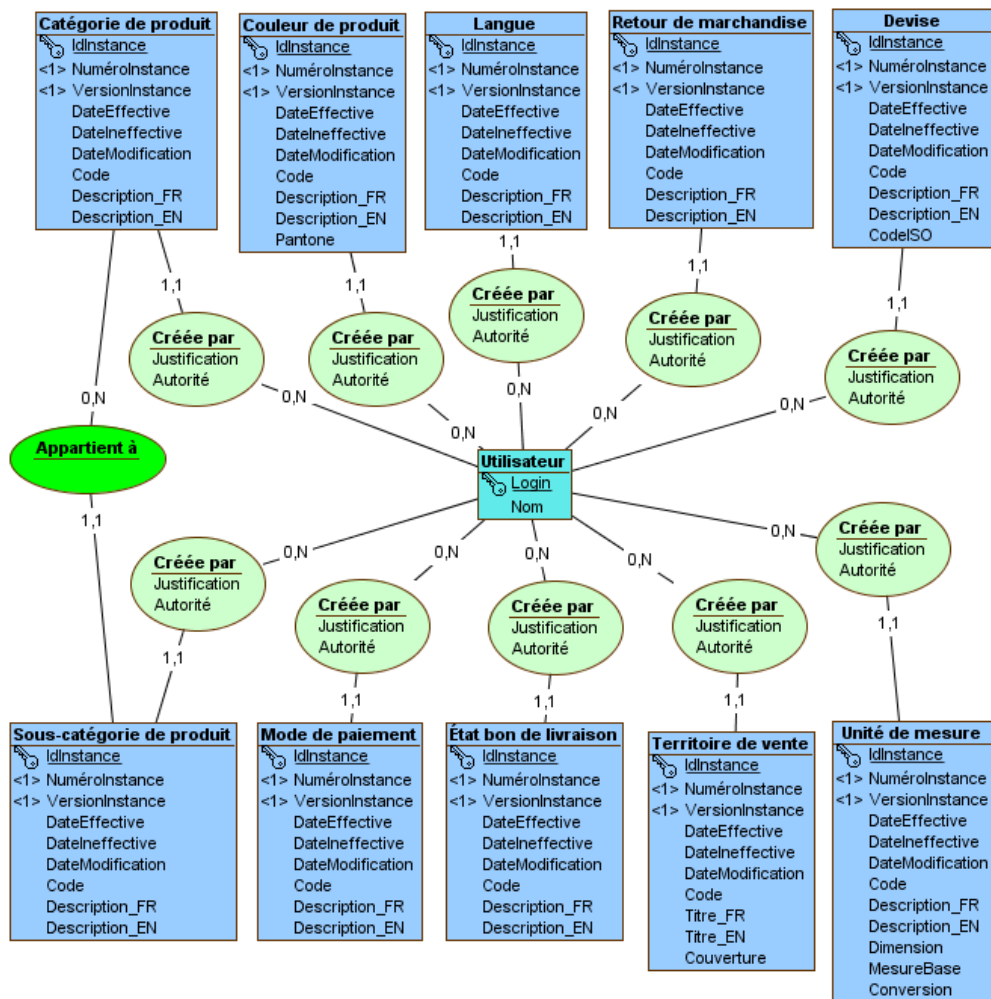 Catégorie de produit
IdInstance
<1> NuméroInstance
<1> VersionInstance
DateEffective
DateIneffective
DateModification
Code
Description_FR
Description_EN
Couleur de produit
IdInstance
<1> NuméroInstance
<1> VersionInstance
DateEffective
DateIneffective
DateModification
Code
Description_FR
Description_EN
Pantone
Langue
IdInstance
<1> NuméroInstance
<1> VersionInstance
DateEffective
DateIneffective
DateModification
Code
Description_FR
Description_EN
Retour de marchandise
IdInstance
<1> NuméroInstance
<1> VersionInstance
DateEffective
DateIneffective
DateModification
Code
Description_FR
Description_EN
Devise
IdInstance
<1> NuméroInstance
<1> VersionInstance
DateEffective
DateIneffective
DateModification
Code
Description_FR
Description_EN
CodeISO
1,1
1,1
1,1
1,1
1,1
Créée par
Justification
Autorité
Créée par
Justification
Autorité
Créée par
Justification
Autorité
Créée par
Justification
Autorité
Créée par
Justification
Autorité
0,N
0,N
0,N
0,N
0,N
0,N
Appartient à
1,1
Utilisateur
Login
Nom
0,N
0,N
0,N
0,N
0,N
Créée par
Justification
Autorité
Créée par
Justification
Autorité
Créée par
Justification
Autorité
Créée par
Justification
Autorité
Créée par
Justification
Autorité
1,1
1,1
1,1
1,1
1,1
Sous-catégorie de produit
IdInstance
<1> NuméroInstance
<1> VersionInstance
DateEffective
DateIneffective
DateModification
Code
Description_FR
Description_EN
Mode de paiement
IdInstance
<1> NuméroInstance
<1> VersionInstance
DateEffective
DateIneffective
DateModification
Code
Description_FR
Description_EN
État bon de livraison
IdInstance
<1> NuméroInstance
<1> VersionInstance
DateEffective
DateIneffective
DateModification
Code
Description_FR
Description_EN
Territoire de vente
IdInstance
<1> NuméroInstance
<1> VersionInstance
DateEffective
DateIneffective
DateModification
Code
Titre_FR
Titre_EN
Couverture
Unité de mesure
IdInstance
<1> NuméroInstance
<1> VersionInstance
DateEffective
DateIneffective
DateModification
Code
Description_FR
Description_EN
Dimension
MesureBase
Conversion